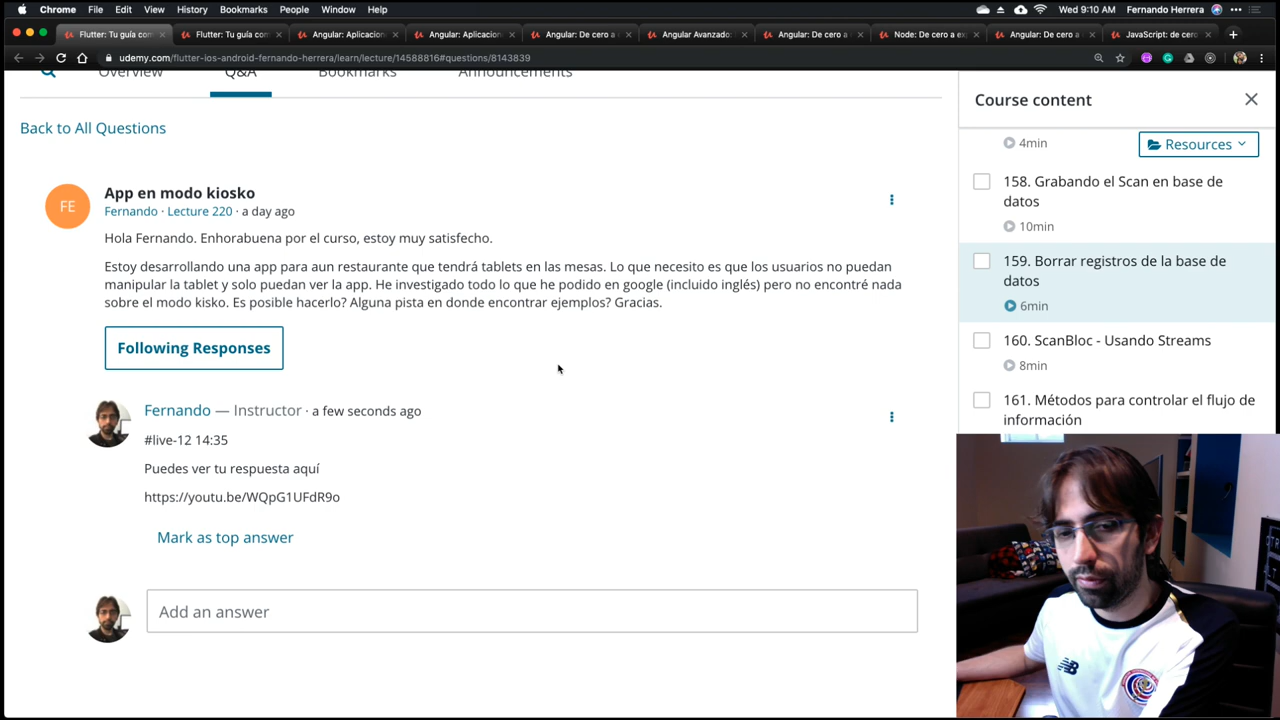 Chrome File Edit View History Bookmarks People Window Help
Wed 9:10 AM Fernando Herrera
Flutter: Tu guía com
Flutter: Tu guía com
Angular: Aplicacione
Angular: Aplicacione
Angular: De cero a
Angular Avanzado:
Angular: De cero a
Node: De cero a ex
Angular: De cero a
JavaScript: de cero
udemy.com/flutter-ios-android-fernando-herrera/learn/lecture/14588816#questions/8143839
Overview Q&A Bookmarks Announcements
Back to All Questions
FE
App en modo kiosko
Fernando · Lecture 220 · a day ago
Hola Fernando. Enhorabuena por el curso, estoy muy satisfecho.
Estoy desarrollando una app para aun restaurante que tendrá tablets en las mesas. Lo que necesito es que los usuarios no puedan
manipular la tablet y solo puedan ver la app. He investigado todo lo que he podido en google (incluido inglés) pero no encontré nada
sobre el modo kisko. Es posible hacerlo? Alguna pista en donde encontrar ejemplos? Gracias.
Following Responses
Fernando — Instructor · a few seconds ago
#live-12 14:35
Puedes ver tu respuesta aquí
https://youtu.be/WQpG1UFdR9o
Mark as top answer
Add an answer
Course content
4min
Resources
158. Grabando el Scan en base de
datos
10min
159. Borrar registros de la base de
datos
6min
160. ScanBloc - Usando Streams
8min
161. Métodos para controlar el flujo de
información